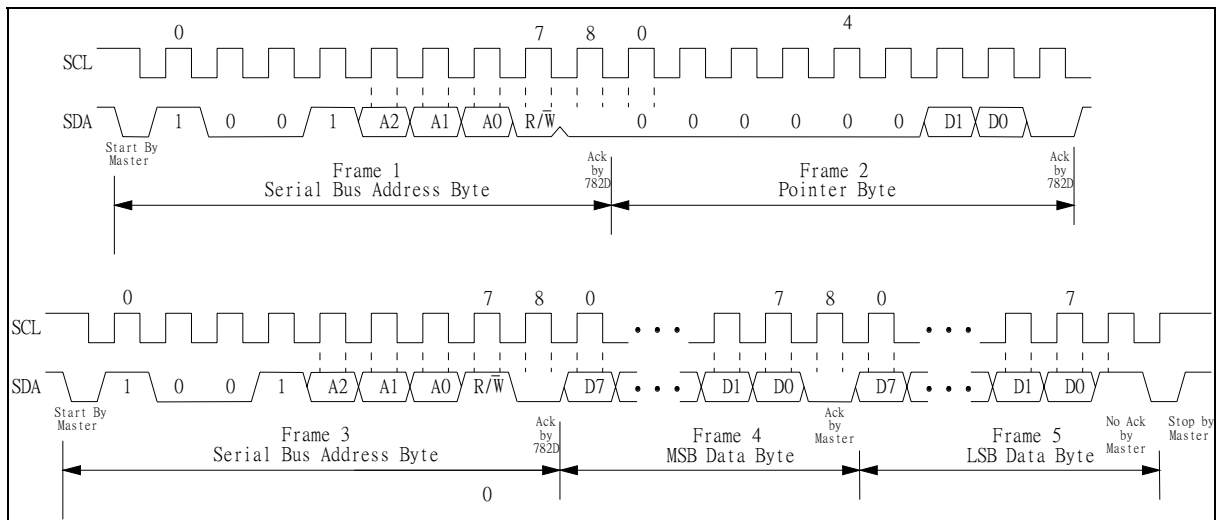 0 7 8 0 4
SCL
SDA 1 0 0 1 A2 A1 A0 R/W̅ 0 0 0 0 0 0 D1 D0
Start By
Master
Frame 1
Serial Bus Address Byte
Ack
by
782D
Frame 2
Pointer Byte
Ack
by
782D
0 7 8 0 7 8 0 7
SCL
SDA 1 0 0 1 A2 A1 A0 R/W̅ D7 D1 D0 D7 D1 D0
Start By
Master
Frame 3
Serial Bus Address Byte
Ack
by
782D
Frame 4
MSB Data Byte
Ack
by
Master
Frame 5
LSB Data Byte
No Ack
by
Master
Stop by
Master
0